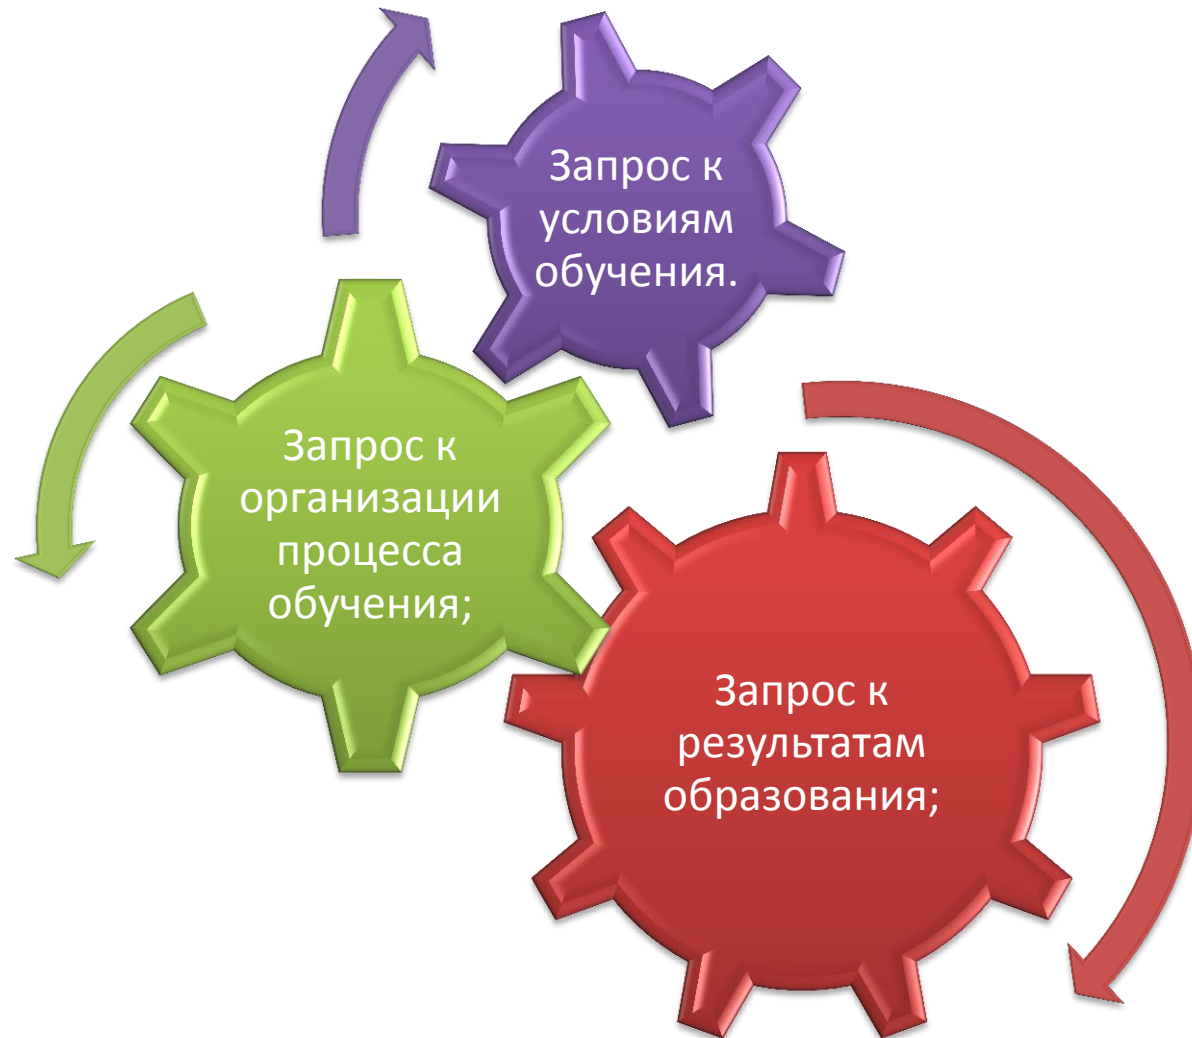 Запрос к
условиям
обучения.
Запрос к
организации
процесса
обучения;
Запрос к
результатам
образования;